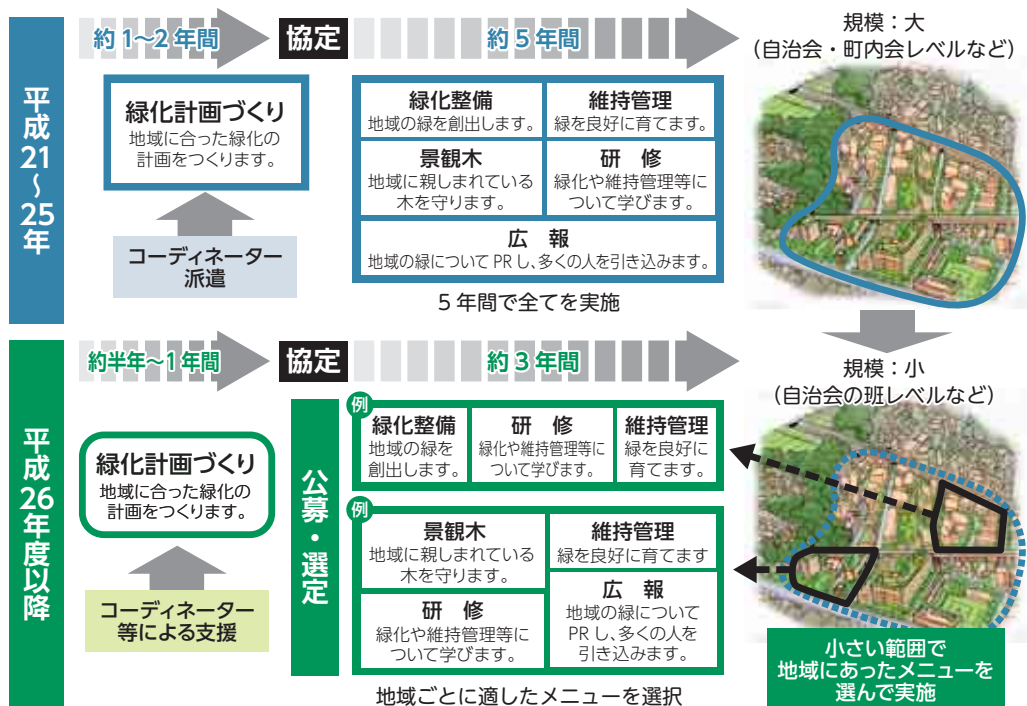 平成21～25年
約1～2年間
協定
約5年間
規模：大
（自治会・町内会レベルなど）
緑化計画づくり
地域に合った緑化の
計画をつくります。
コーディネーター
派遣
緑化整備
地域の緑を創出します。
維持管理
緑を良好に育てます。
景観木
地域に親しまれている
木を守ります。
研　修
緑化や維持管理等に
ついて学びます。
広　報
地域の緑についてPRし、多くの人を引き込みます。
5年間で全てを実施
平成26年度以降
約半年～1年間
協定
約3年間
規模：小
（自治会の班レベルなど）
緑化計画づくり
地域に合った緑化の
計画をつくります。
コーディネーター
等による支援
公募・選定
例
緑化整備
地域の緑を
創出します。
研　修
緑化や維持管理等に
ついて学びます。
維持管理
緑を良好に
育てます。
例
景観木
地域に親しまれている
木を守ります。
維持管理
緑を良好に育てます
研　修
緑化や維持管理等に
ついて学びます。
広　報
地域の緑について
PRし、多くの人を
引き込みます。
地域ごとに適したメニューを選択
小さい範囲で
地域にあったメニューを
選んで実施